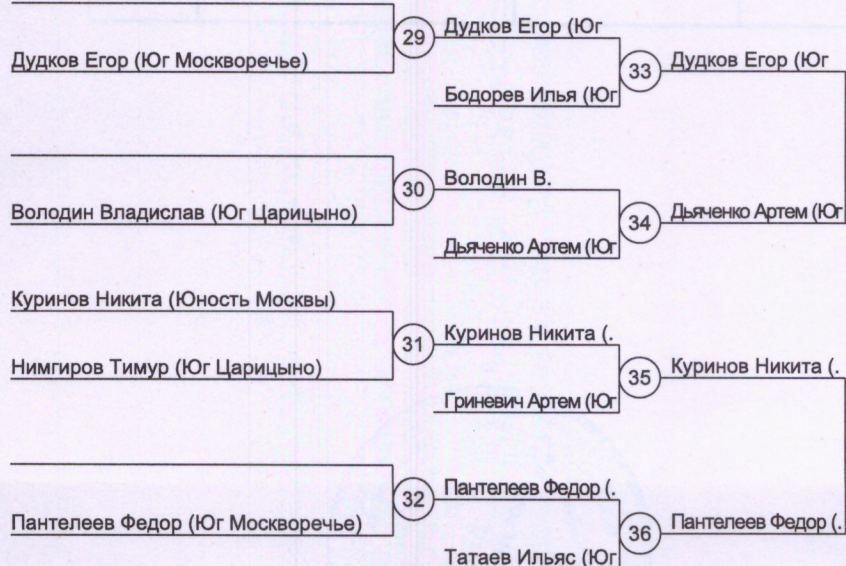 29
Дудков Егор (Юг
Дудков Егор (Юг Москворечье)
33
Дудков Егор (Юг
Бодорев Илья (Юг
30
Володин В.
Володин Владислав (Юг Царицыно)
34
Дьяченко Артем (Юг
Дьяченко Артем (Юг
Куринов Никита (Юность Москвы)
31
Куринов Никита (.
Нимгиров Тимур (Юг Царицыно)
35
Куринов Никита (.
Гриневич Артем (Юг
32
Пантелеев Федор (.
Пантелеев Федор (Юг Москворечье)
36
Пантелеев Федор (.
Татаев Ильяс (Юг